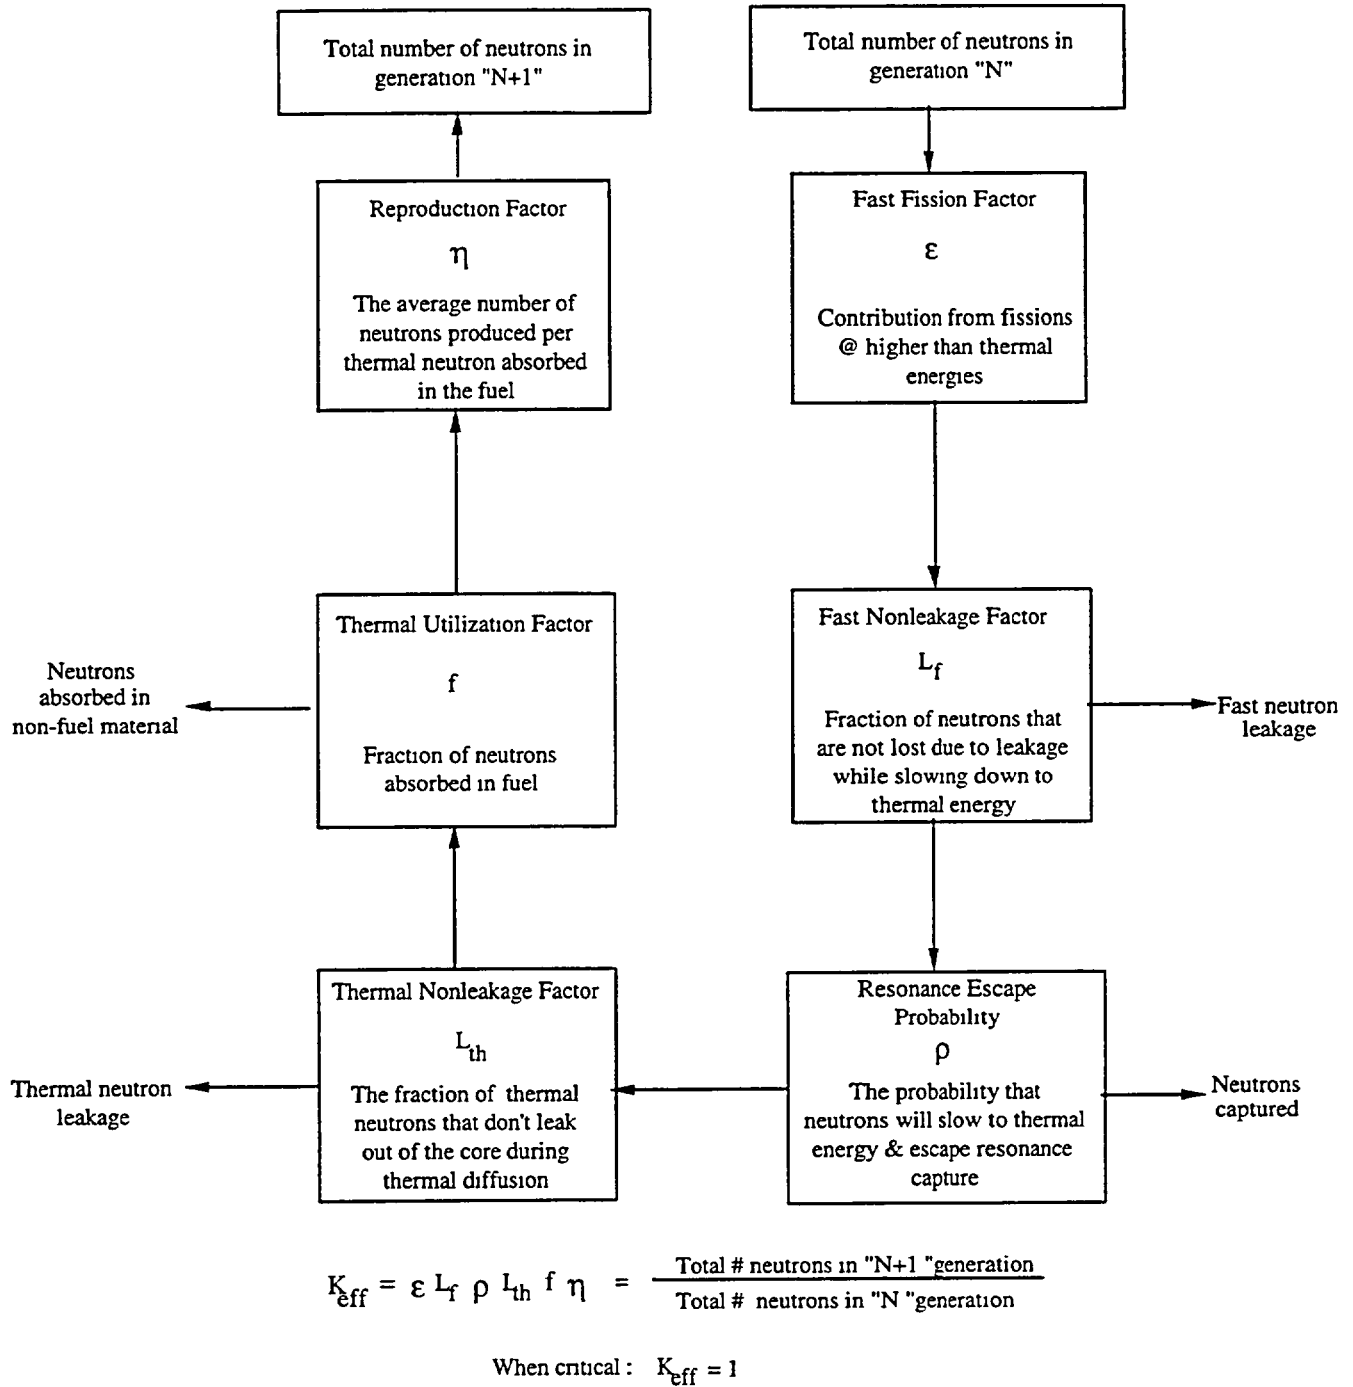 Total number of neutrons in
generation "N+1"
Total number of neutrons in
generation "N"
Reproduction Factor
η
The average number of
neutrons produced per
thermal neutron absorbed
in the fuel
Fast Fission Factor
ε
Contribution from fissions
@ higher than thermal
energies
Neutrons
absorbed in
non-fuel material
Thermal Utilization Factor
f
Fraction of neutrons
absorbed in fuel
Fast Nonleakage Factor
L_f
Fraction of neutrons that
are not lost due to leakage
while slowing down to
thermal energy
Fast neutron
leakage
Thermal neutron
leakage
Thermal Nonleakage Factor
L_th
The fraction of thermal
neutrons that don't leak
out of the core during
thermal diffusion
Resonance Escape
Probability
ρ
The probability that
neutrons will slow to thermal
energy & escape resonance
capture
Neutrons
captured
K_eff = ε L_f ρ L_th f η = Total # neutrons in "N+1 "generation
Total # neutrons in "N "generation
When critical : K_eff = 1